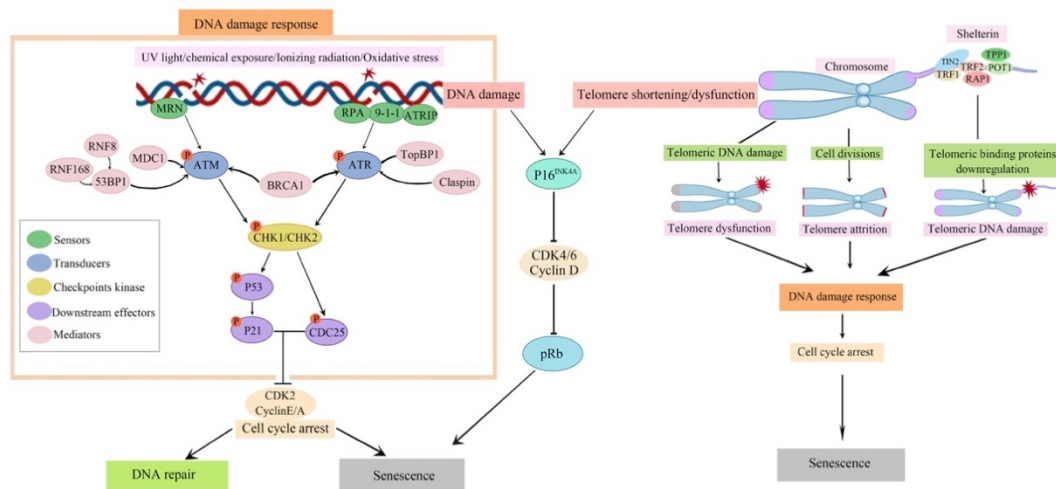 DNA damage response
UV light/chemical exposure/Ionizing radiation/Oxidative stress
MRN
RPA
9-1-1
ATRIP
DNA damage
RNF8
MDC1
RNF168
53BP1
P
ATM
BRCA1
P
ATR
TopBP1
Claspin
P
CHK1/CHK2
P
P53
P
P21
P
CDC25
Sensors
Transducers
Checkpoints kinase
Downstream effectors
Mediators
CDK2
CyclinE/A
Cell cycle arrest
DNA repair
Senescence
Telomere shortening/dysfunction
P16INK4A
CDK4/6
Cyclin D
pRb
Chromosome
Shelterin
TIN2
TRF1
TRF2
RAP1
TPP1
POT1
Telomeric DNA damage
Cell divisions
Telomeric binding proteins
downregulation
Telomere dysfunction
Telomere attrition
Telomeric DNA damage
DNA damage response
Cell cycle arrest
Senescence